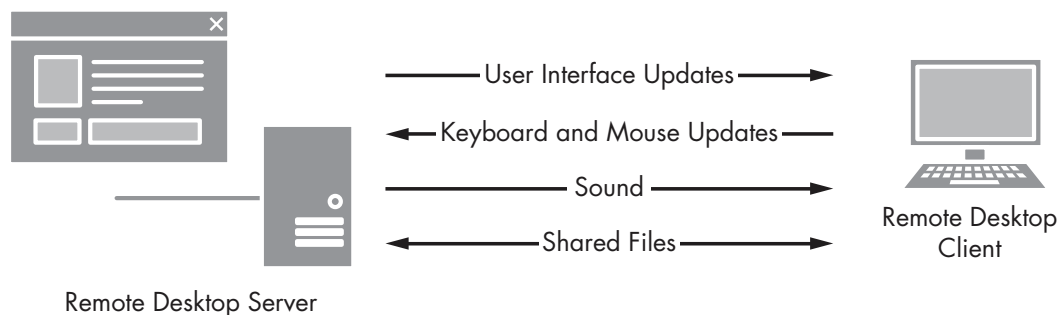 User Interface Updates
Keyboard and Mouse Updates
Sound
Shared Files
Remote Desktop
Client
Remote Desktop Server